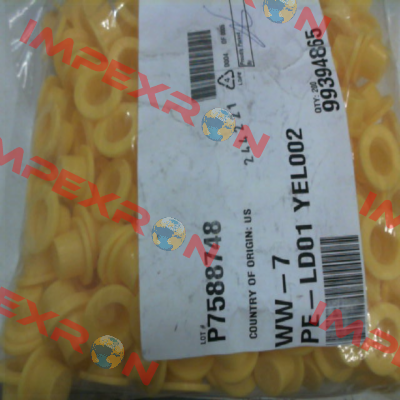 LOT #
P7588748
COUNTRY OF ORIGIN: US
WW-7
PE-LD01 YEL002
QTY: 200
99394865
IMPEXRON
IMPEXRON
IMPEXRON